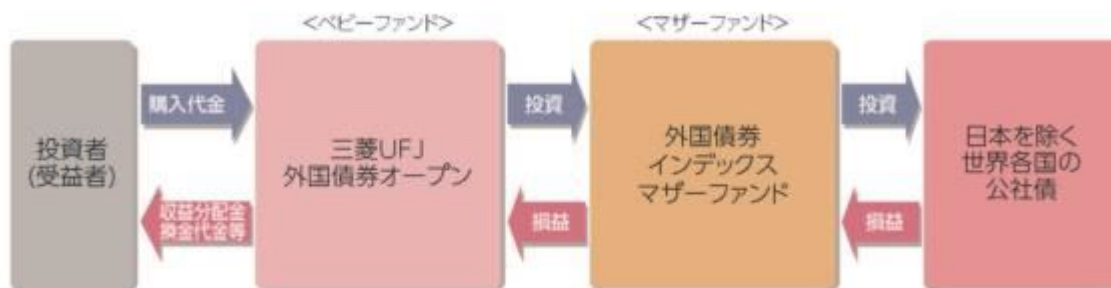 <ベビーファンド>
<マザーファンド>
投資者
(受益者)
購入代金
収益分配金
換金代金等
三菱UFJ
外国債券オープン
投資
損益
外国債券
インデックス
マザーファンド
投資
損益
日本を除く
世界各国の
公社債